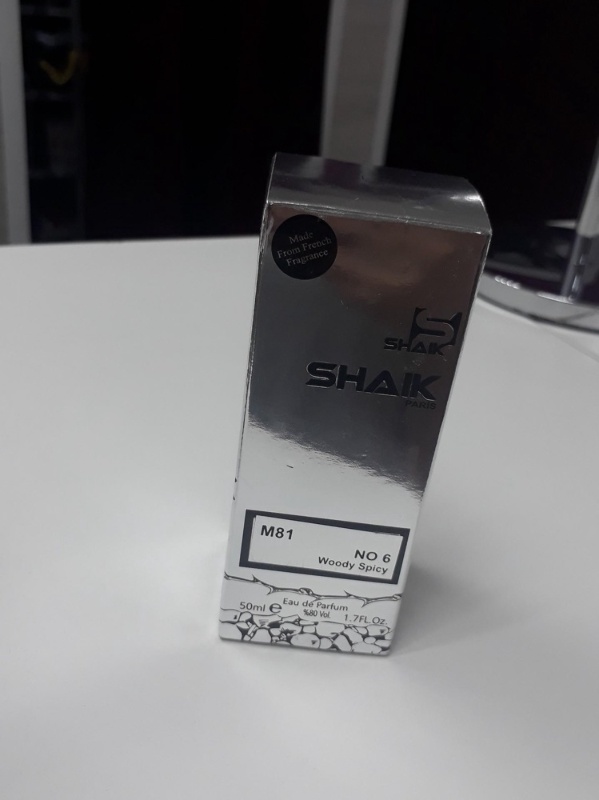 Made
From French
Fragrance
S
SHAIK
SHAIK
PARIS
M81
NO 6
Woody Spicy
50ml e Eau de Parfum
%80 Vol. 1.7FL.Oz.